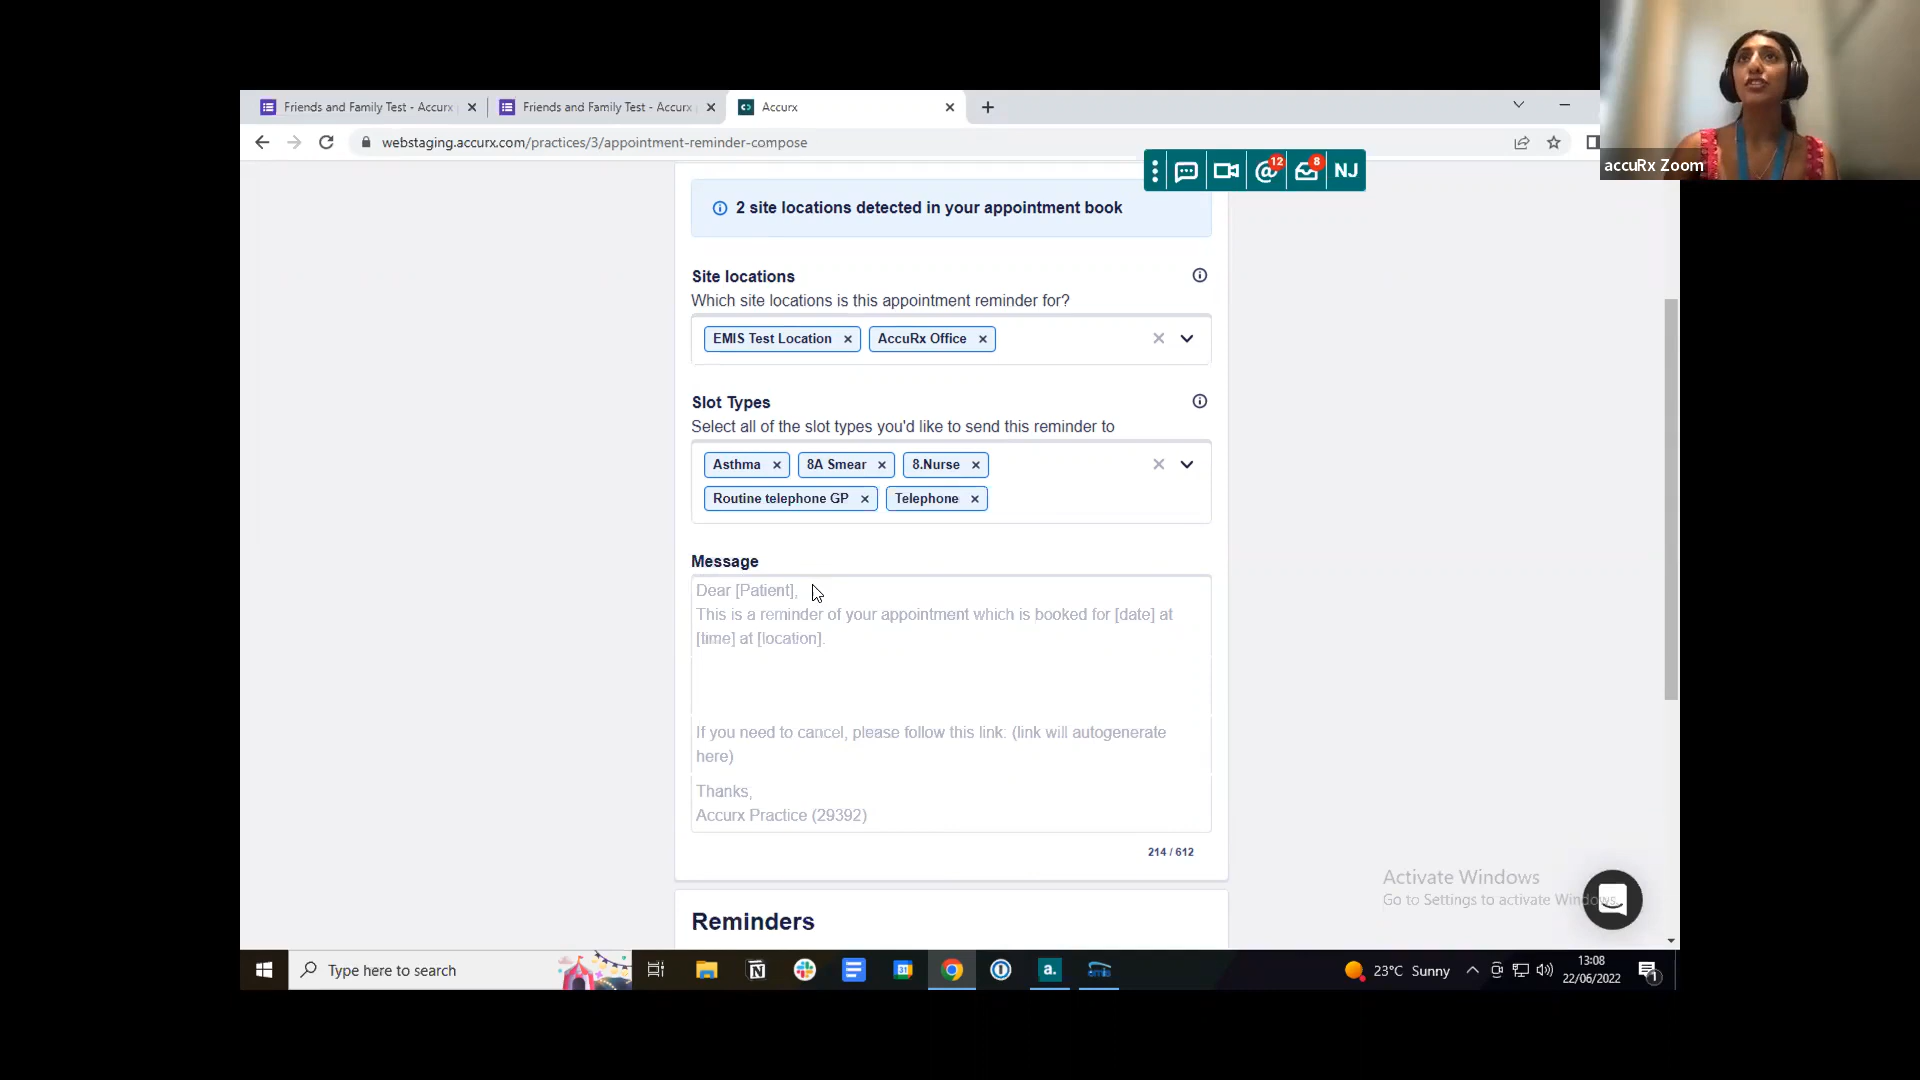 Friends and Family Test - Accurx
Friends and Family Test - Accurx
Accurx
webstaging.accurx.com/practices/3/appointment-reminder-compose
accuRx Zoom
12
8
NJ
2 site locations detected in your appointment book
Site locations
Which site locations is this appointment reminder for?
EMIS Test Location
AccuRx Office
Slot Types
Select all of the slot types you'd like to send this reminder to
Asthma
8A Smear
8.Nurse
Routine telephone GP
Telephone
Message
Dear [Patient],
This is a reminder of your appointment which is booked for [date] at
[time] at [location].
If you need to cancel, please follow this link: (link will autogenerate
here)
Thanks,
Accurx Practice (29392)
214 / 612
Activate Windows
Go to Settings to activate Windows.
Reminders
Type here to search
31
a.
emis
23°C Sunny
13:08
22/06/2022
1